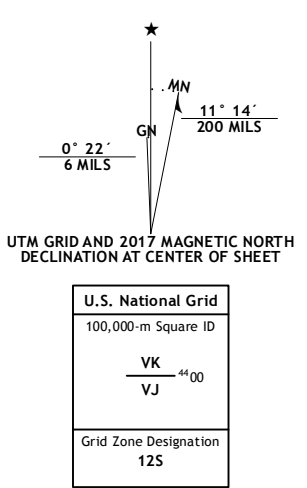 ★
MN
GN
11° 14´
200 MILS
0° 22´
6 MILS
UTM GRID AND 2017 MAGNETIC NORTH
DECLINATION AT CENTER OF SHEET
U.S. National Grid
100,000-m Square ID
VK
4400
VJ
Grid Zone Designation
12S